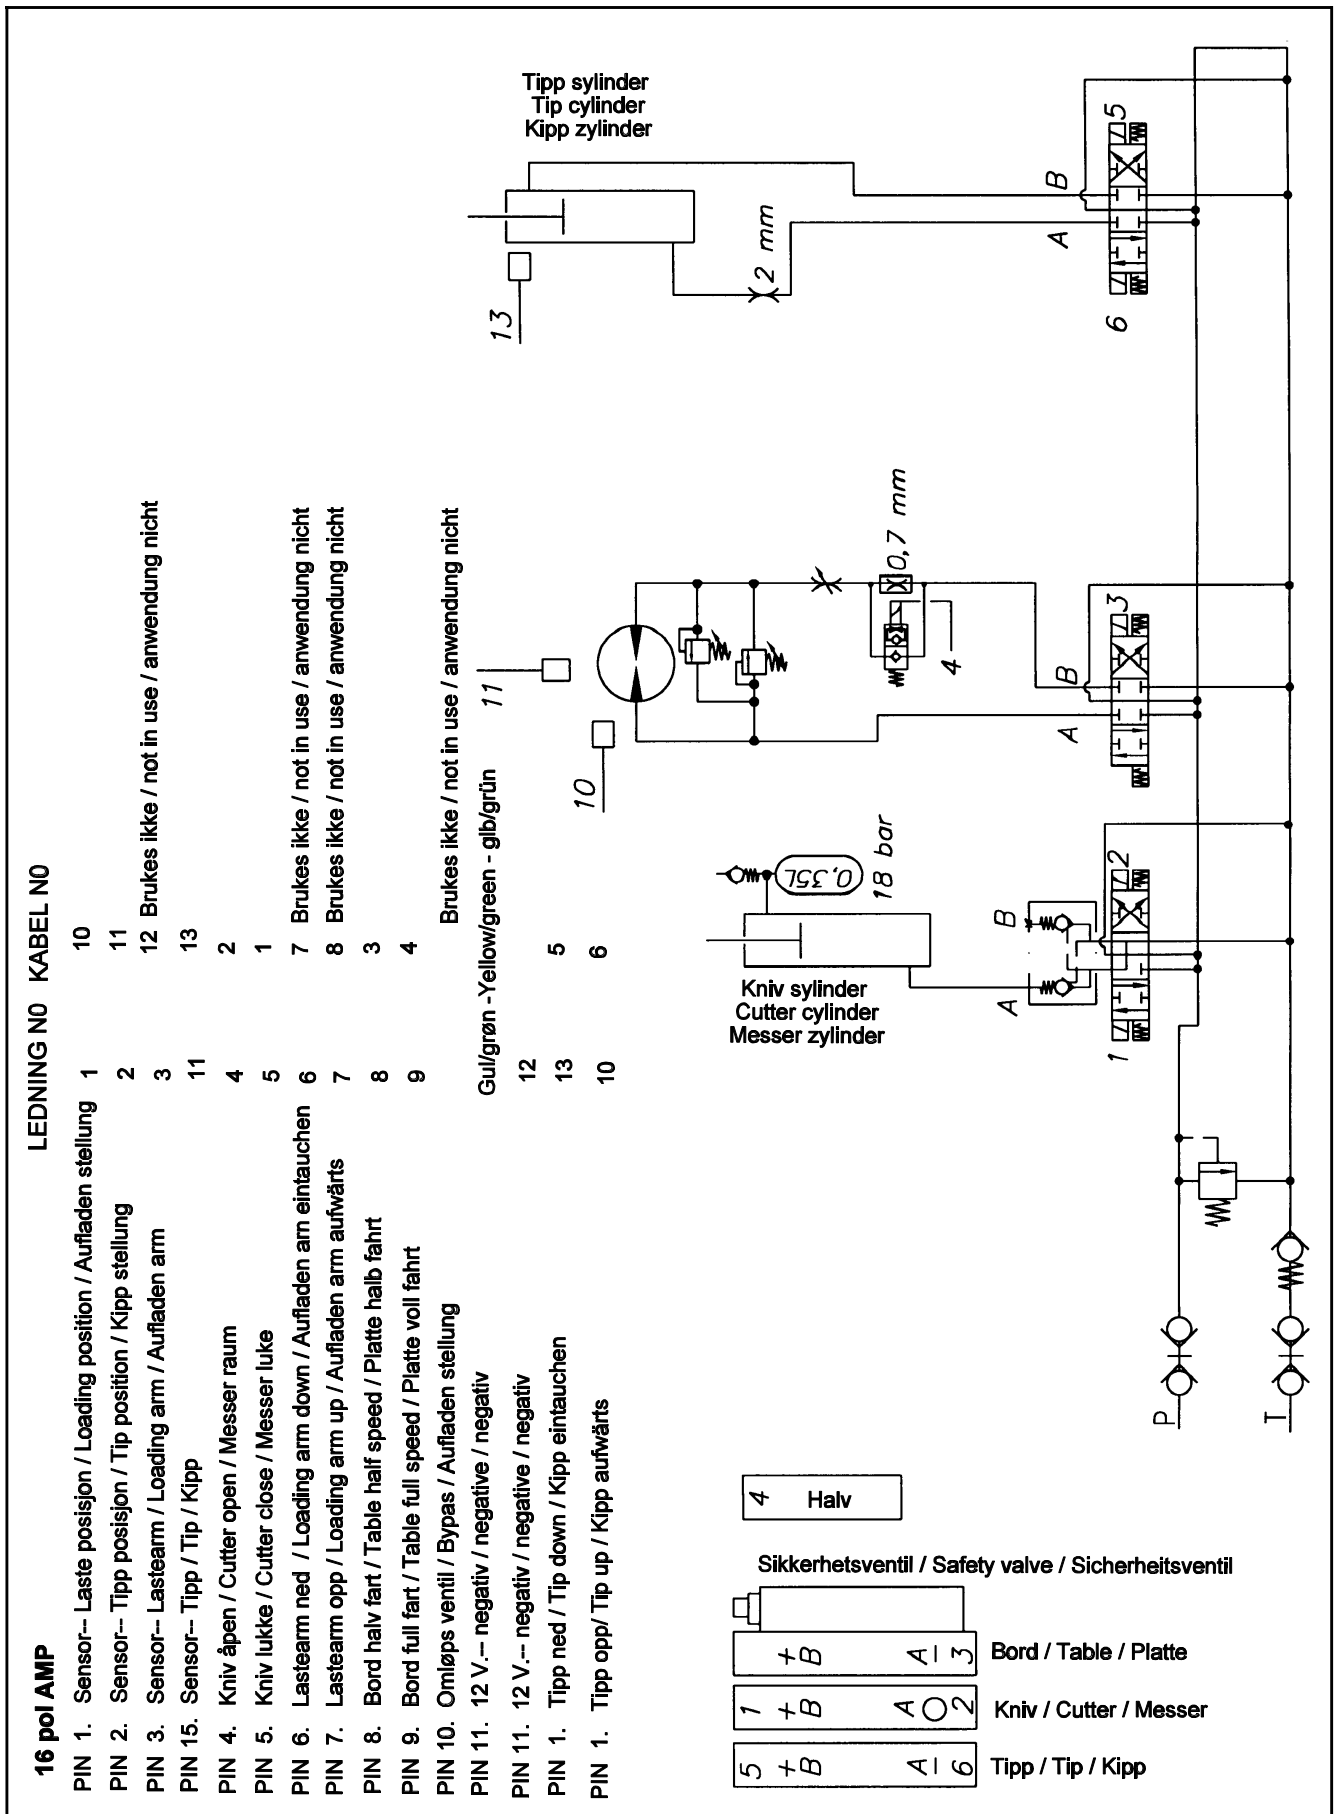 16 pol AMP
LEDNING N0
KABEL N0
PIN 1. Sensor-- Laste posisjon / Loading position / Aufladen stellung 1 10
PIN 2. Sensor-- Tipp posisjon / Tip position / Kipp stellung 2 11
PIN 3. Sensor-- Lastearm / Loading arm / Aufladen arm 3 12 Brukes ikke / not in use / anwendung nicht
PIN 15. Sensor-- Tipp / Tip / Kipp 11 13
PIN 4. Kniv åpen / Cutter open / Messer raum 4 2
PIN 5. Kniv lukke / Cutter close / Messer luke 5 1
PIN 6. Lastearm ned / Loading arm down / Aufladen arn eintauchen 6 7 Brukes ikke / not in use / anwendung nicht
PIN 7. Lastearm opp / Loading arm up / Aufladen arm aufwärts 7 8 Brukes ikke / not in use / anwendung nicht
PIN 8. Bord halv fart / Table half speed / Platte halb fahrt 8 3
PIN 9. Bord full fart / Table full speed / Platte voll fahrt 9 4
PIN 10. Omløps ventil / Bypas / Aufladen stellung Brukes ikke / not in use / anwendung nicht
PIN 11. 12 V.-- negativ / negative / negativ Gul/grøn -Yellow/green - glb/grün
PIN 11. 12 V.-- negativ / negative / negativ 12
PIN 1. Tipp ned / Tip down / Kipp eintauchen 13 5
PIN 1. Tipp opp/ Tip up / Kipp aufwärts 10 6
Tipp sylinder
Tip cylinder
Kipp zylinder
13
2 mm
A
B
6
5
11
10
0,7 mm
4
A
B
3
0,35L
18 bar
Kniv sylinder
Cutter cylinder
Messer zylinder
A
B
1
2
P
T
4
Halv
Sikkerhetsventil / Safety valve / Sicherheitsventil
+ B A - 3
Bord / Table / Platte
1 + B A O 2
Kniv / Cutter / Messer
5 + B A - 6
Tipp / Tip / Kipp